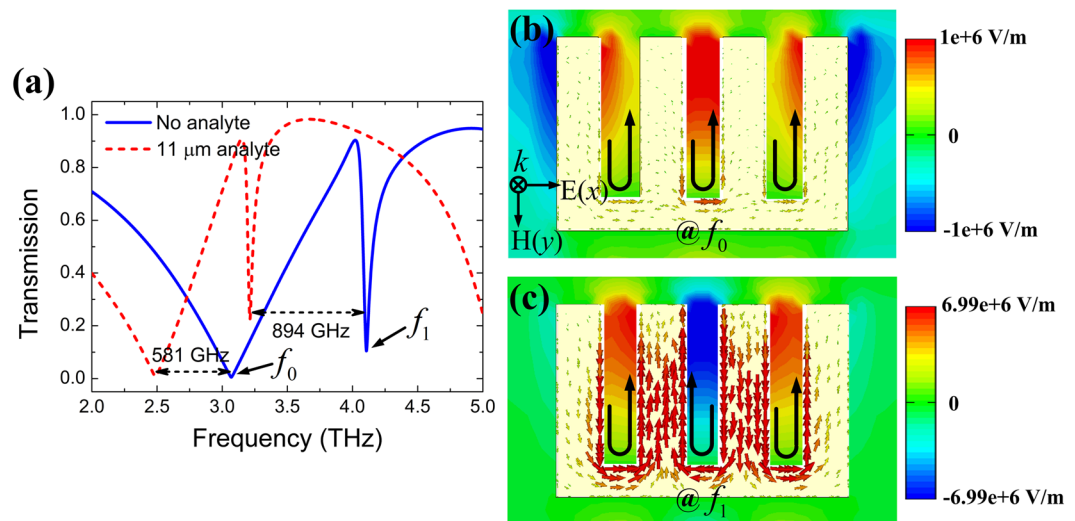 (a)
No analyte
11 μm analyte
Transmission
1.0
0.8
0.6
0.4
0.2
0.0
894 GHz
581 GHz
f0
f1
2.0 2.5 3.0 3.5 4.0 4.5 5.0
Frequency (THz)
(b)
k
E(x)
H(y)
@ f0
1e+6 V/m
0
-1e+6 V/m
(c)
@ f1
6.99e+6 V/m
0
-6.99e+6 V/m